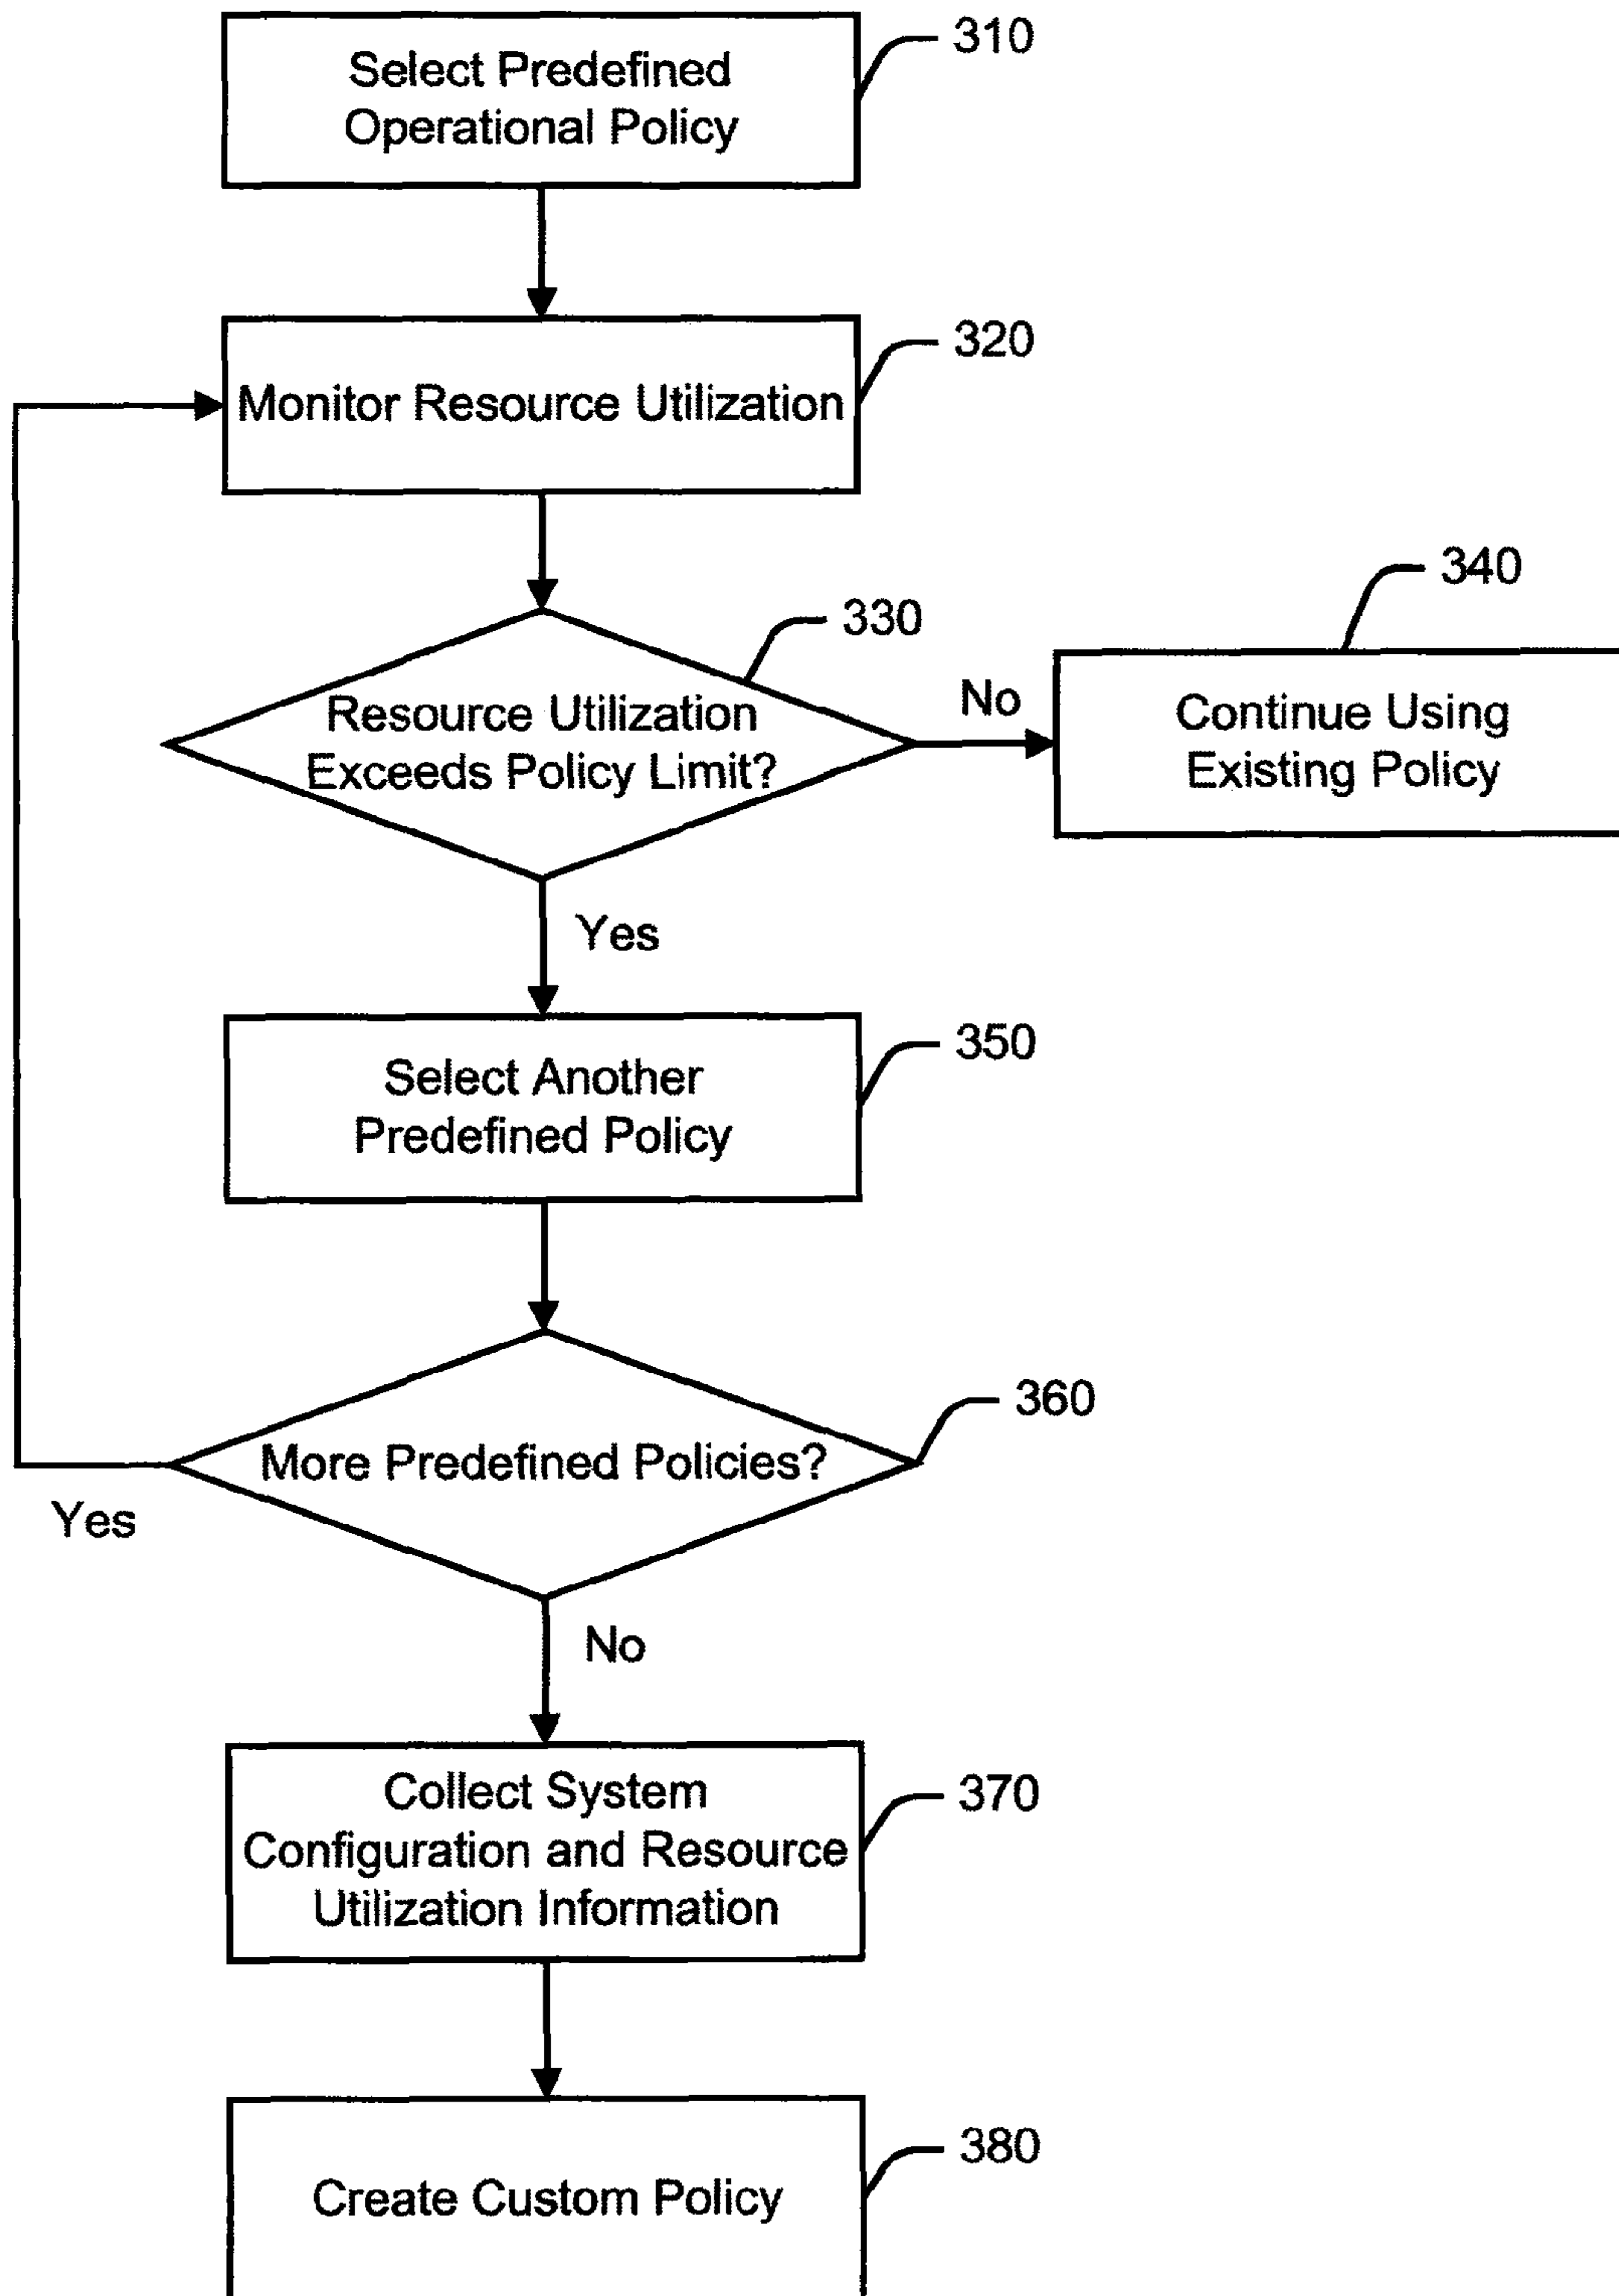 Select Predefined
Operational Policy
310
Monitor Resource Utilization
320
Resource Utilization
Exceeds Policy Limit?
330
No
Continue Using
Existing Policy
340
Yes
Select Another
Predefined Policy
350
More Predefined Policies?
360
Yes
No
Collect System
Configuration and Resource
Utilization Information
370
Create Custom Policy
380